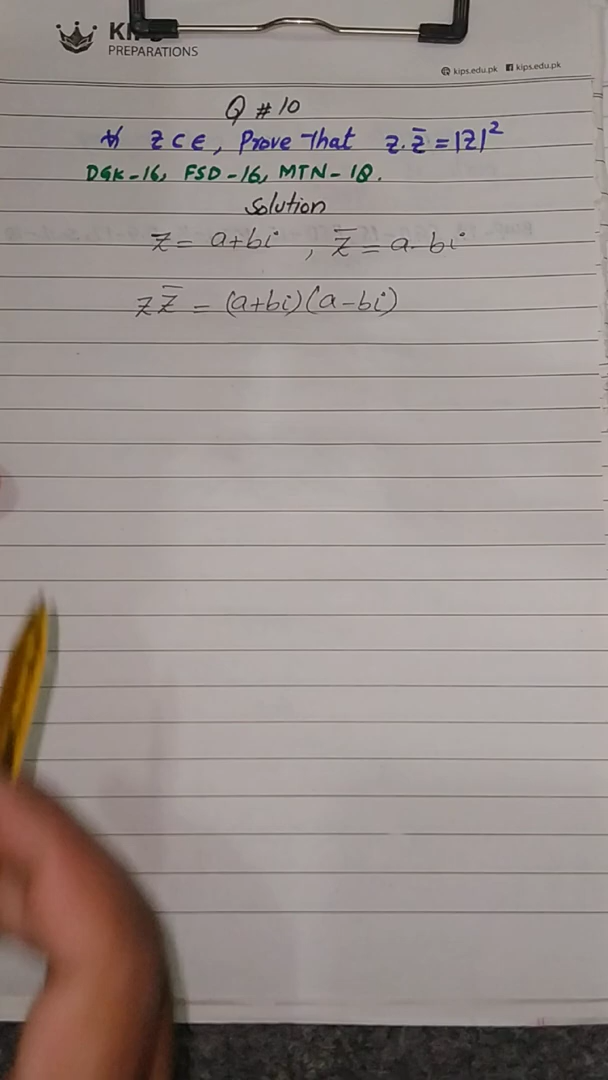 PREPARATIONS
kips.edu.pk kips.edu.pk
Q # 10
∀ z ∈ C, Prove That z.z̄ = |z|²
DGK-16, FSD-16, MTN-18.
Solution
z = a+bi , z̄ = a-bi
z z̄ = (a+bi)(a-bi)